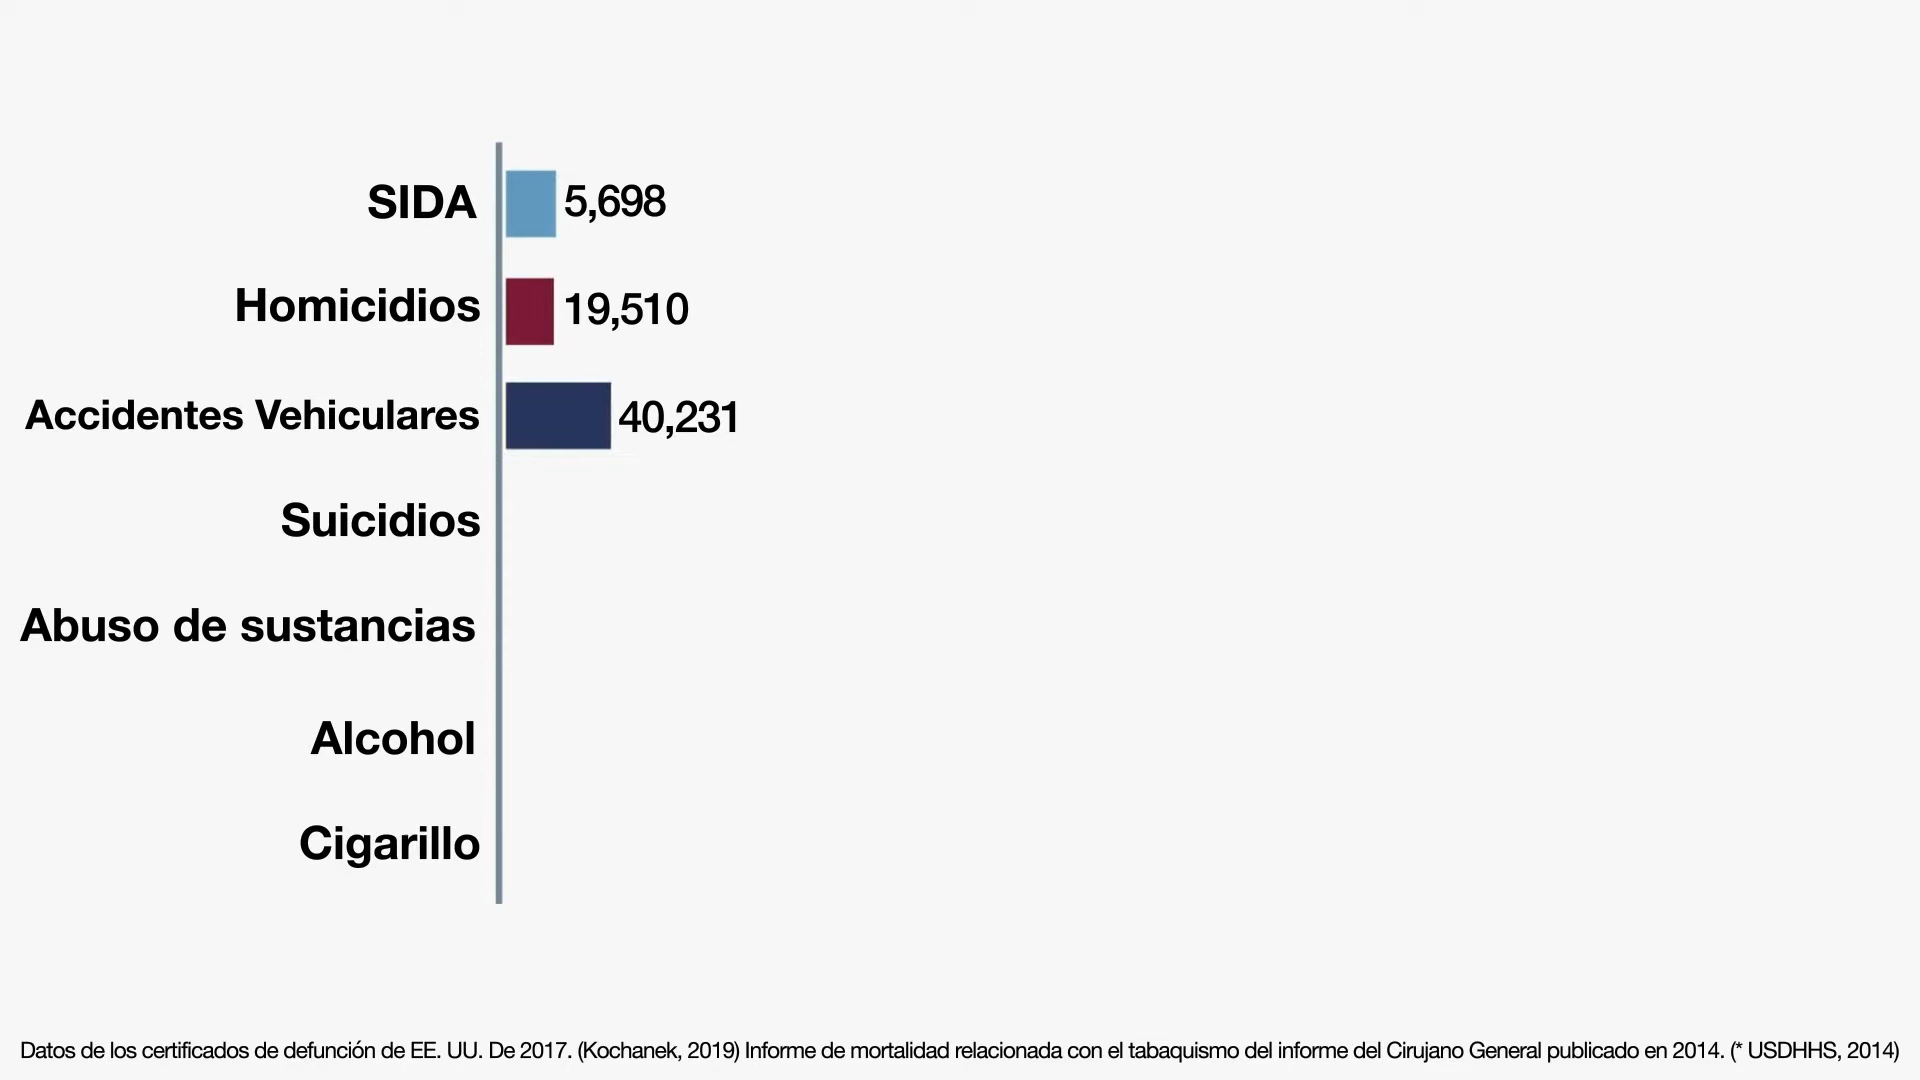 SIDA 5,698
Homicidios 19,510
Accidentes Vehiculares 40,231
Suicidios
Abuso de sustancias
Alcohol
Cigarillo
Datos de los certificados de defunción de EE. UU. De 2017. (Kochanek, 2019) Informe de mortalidad relacionada con el tabaquismo del informe del Cirujano General publicado en 2014. (* USDHHS, 2014)